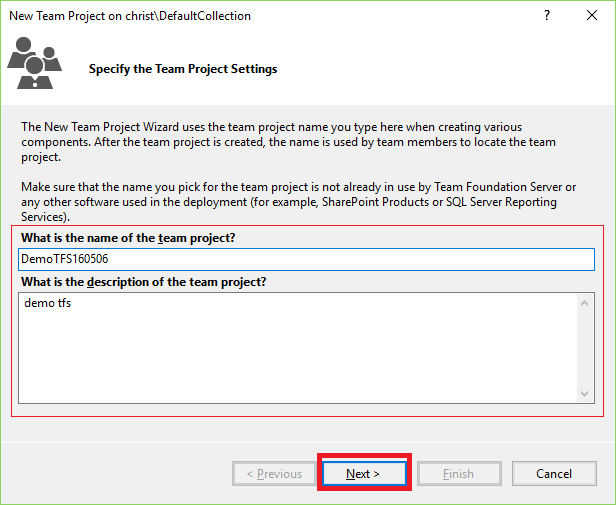 New Team Project on christ\DefaultCollection
?
Specify the Team Project Settings
The New Team Project Wizard uses the team project name you type here when creating various
components. After the team project is created, the name is used by team members to locate the team
project.
Make sure that the name you pick for the team project is not already in use by Team Foundation Server or
any other software used in the deployment (for example, SharePoint Products or SQL Server Reporting
Services).
What is the name of the team project?
DemoTFS160506
What is the description of the team project?
demo tfs
< Previous
Next >
Finish
Cancel